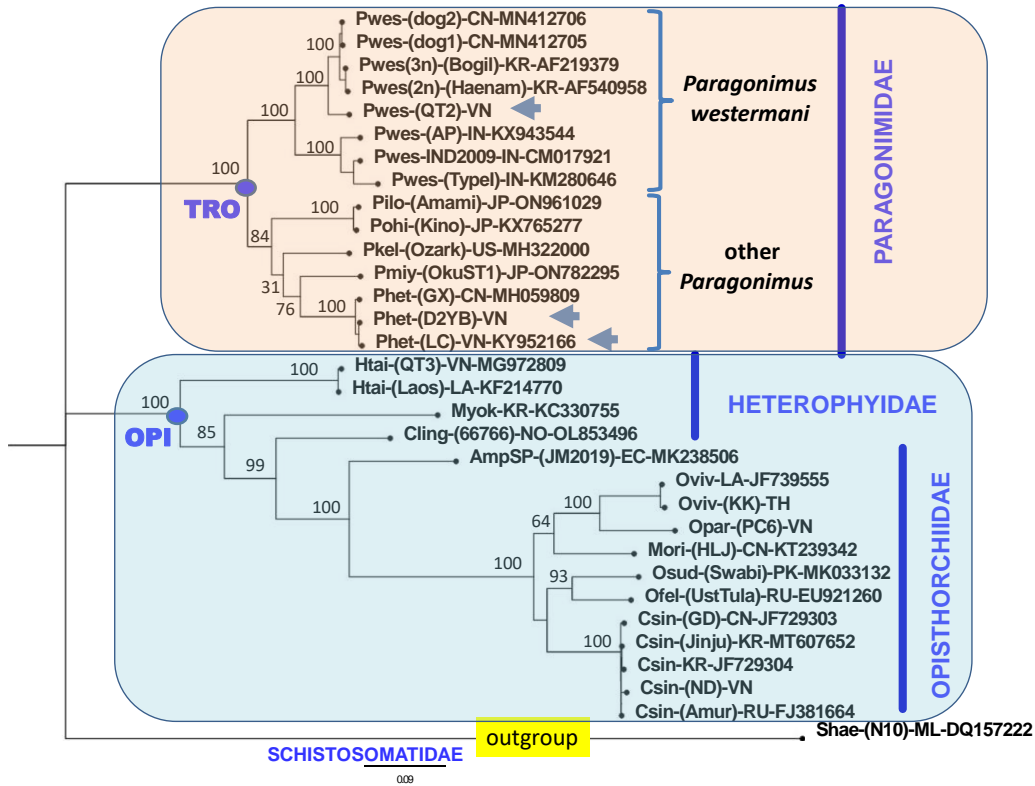 Pwes-(dog2)-CN-MN412706
100
Pwes-(dog1)-CN-MN412705
Pwes(3n)-(Bogil)-KR-AF219379
100
Pwes(2n)-(Haenam)-KR-AF540958
Paragonimus
westermani
100
Pwes-(QT2)-VN
100
Pwes-(AP)-IN-KX943544
Pwes-IND2009-IN-CM017921
100
Pwes-(TypeI)-IN-KM280646
TRO
Pilo-(Amami)-JP-ON961029
100
Pohi-(Kino)-JP-KX765277
84
Pkel-(Ozark)-US-MH322000
other
Paragonimus
Pmiy-(OkuST1)-JP-ON782295
31
76
Phet-(GX)-CN-MH059809
100
Phet-(D2YB)-VN
Phet-(LC)-VN-KY952166
PARAGONIMIDAE
Htai-(QT3)-VN-MG972809
100
Htai-(Laos)-LA-KF214770
100
HETEROPHYIDAE
Myok-KR-KC330755
OPI
85
Cling-(66766)-NO-OL853496
99
AmpSP-(JM2019)-EC-MK238506
100
Oviv-LA-JF739555
100
Oviv-(KK)-TH
64
Opar-(PC6)-VN
Mori-(HLJ)-CN-KT239342
100
Osud-(Swabi)-PK-MK033132
93
Ofel-(UstTula)-RU-EU921260
Csin-(GD)-CN-JF729303
100
Csin-(Jinju)-KR-MT607652
Csin-KR-JF729304
Csin-(ND)-VN
Csin-(Amur)-RU-FJ381664
OPISTHORCHIIDAE
Shae-(N10)-ML-DQ157222
outgroup
SCHISTOSOMATIDAE
0.09